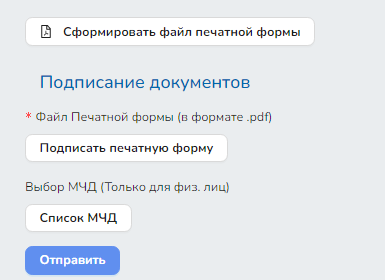 Сформировать файл печатной формы
Подписание документов
* Файл Печатной формы (в формате .pdf)
Подписать печатную форму
Выбор МЧД (Только для физ. лиц)
Список МЧД
Отправить